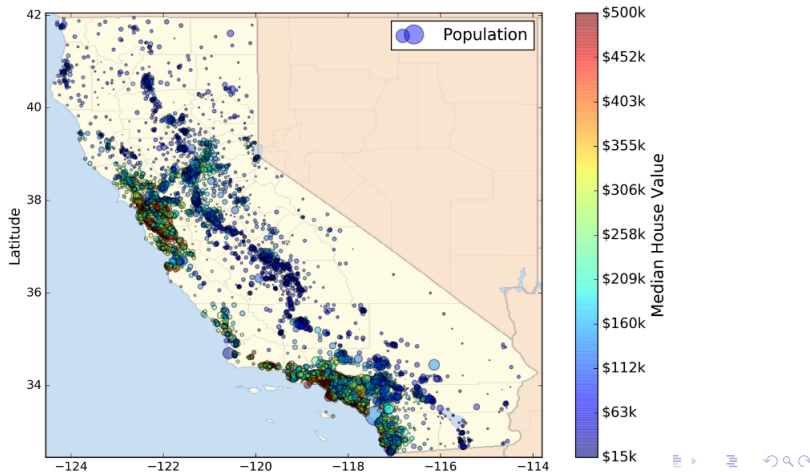 42
40
38
36
34
Latitude
−124
−122
−120
−118
−116
−114
Population
$500k
$452k
$403k
$355k
$306k
$258k
$209k
$160k
$112k
$63k
$15k
Median House Value